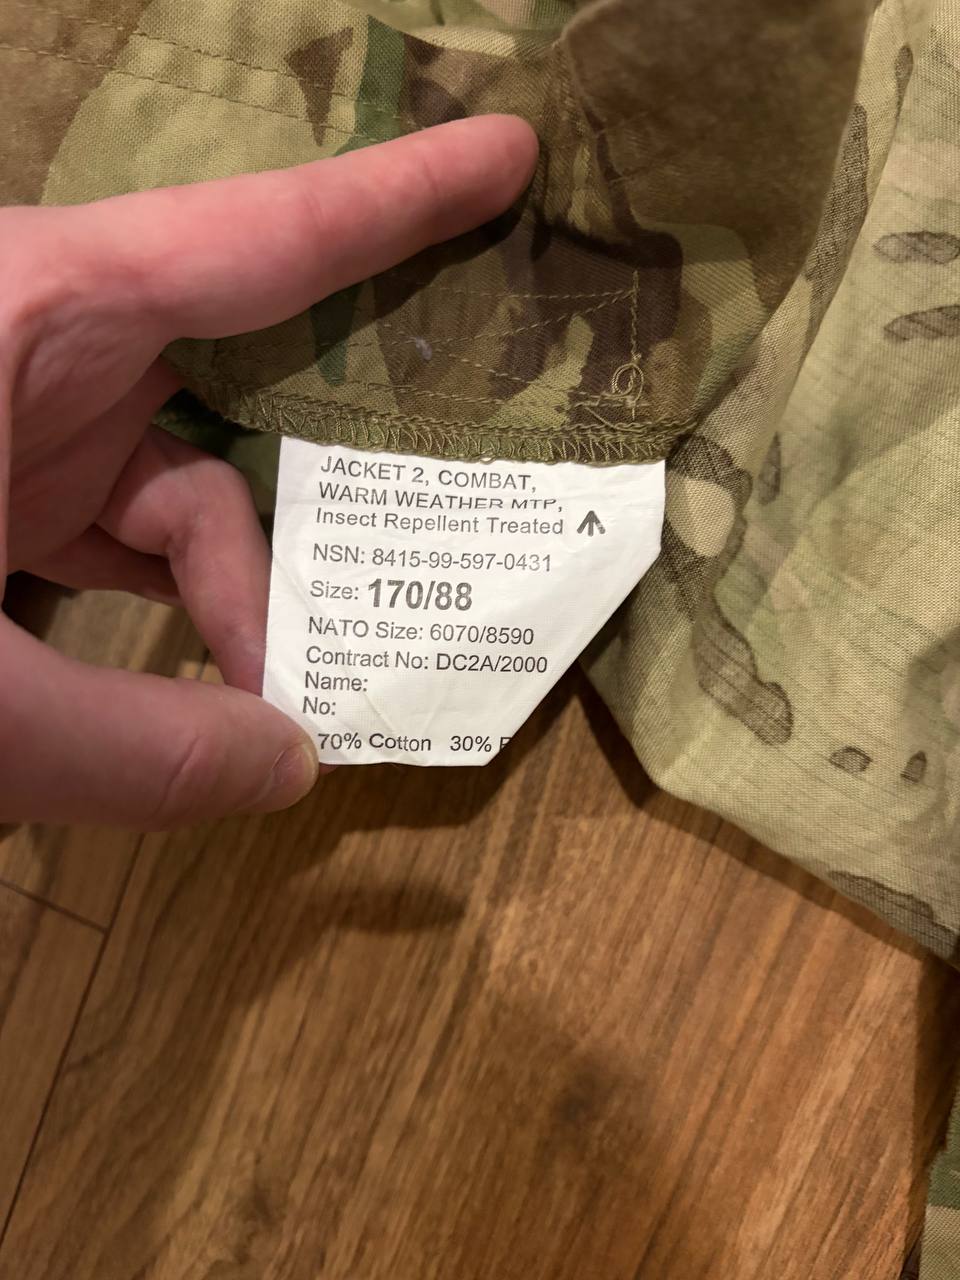 JACKET 2, COMBAT,
WARM WEATHER MTP,
Insect Repellent Treated
NSN: 8415-99-597-0431
Size: 170/88
NATO Size: 6070/8590
Contract No: DC2A/2000
Name:
No:
70% Cotton 30%